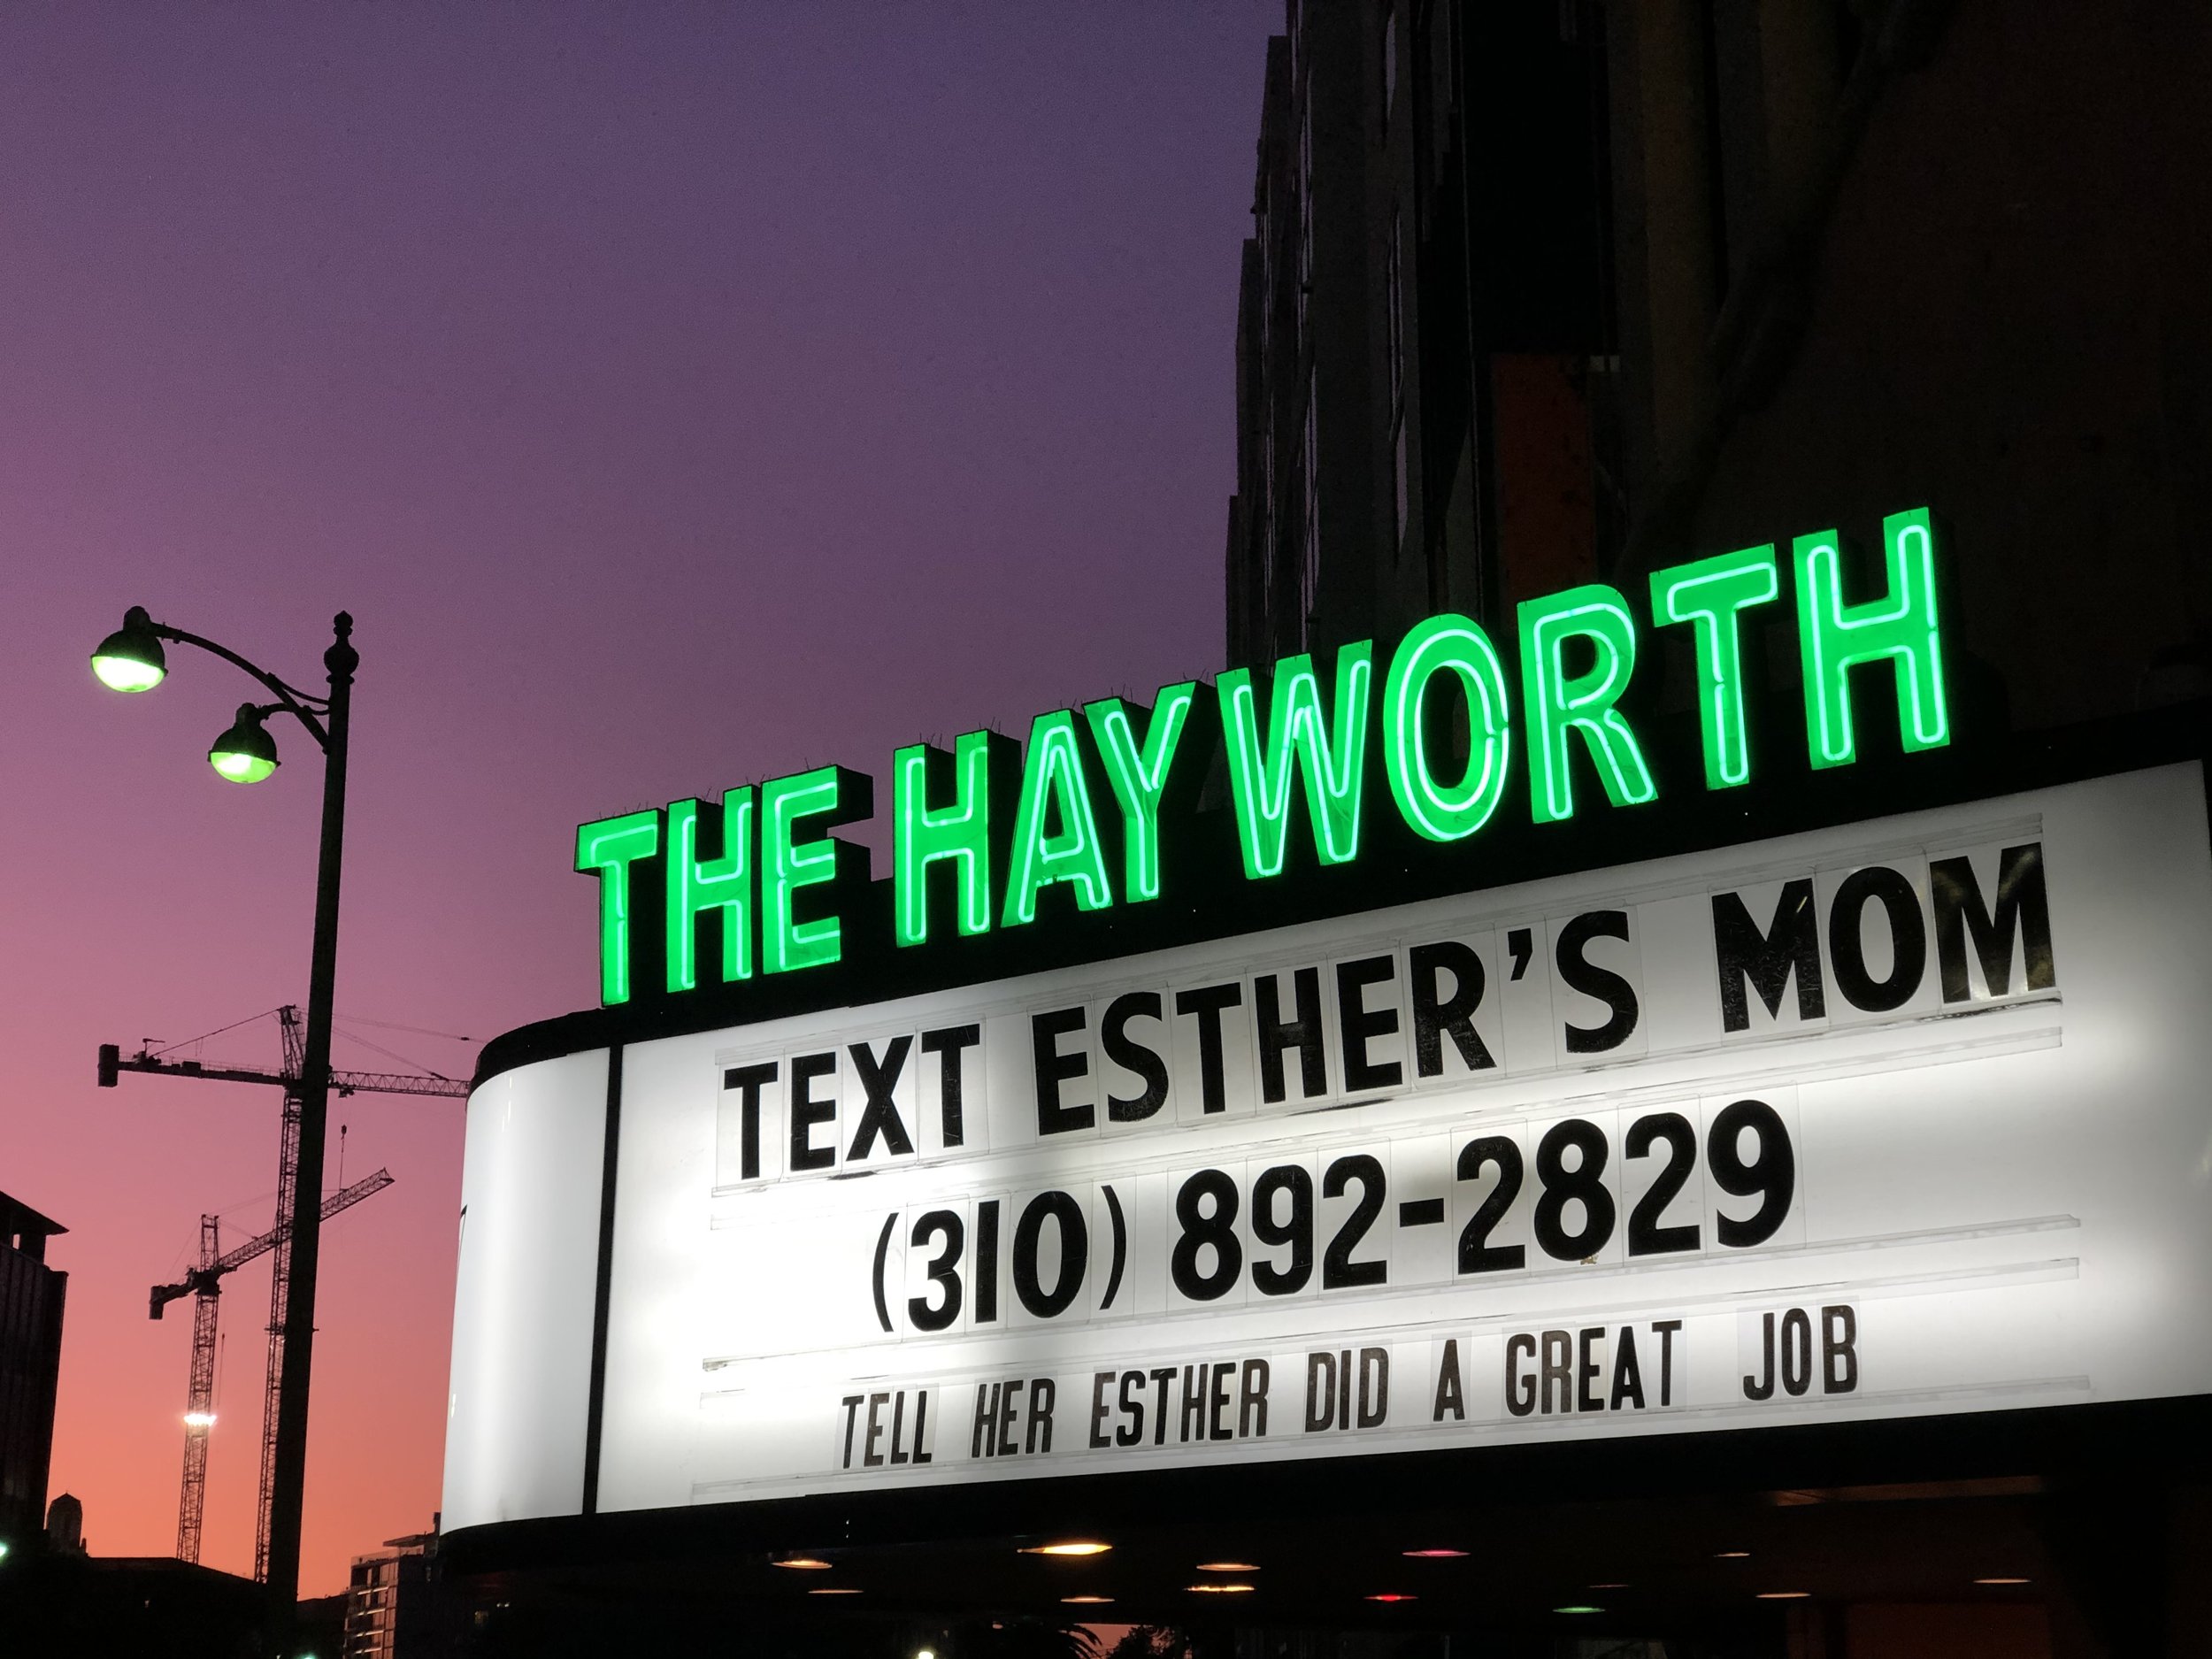 THE HAYWORTH
TEXT ESTHER'S MOM
(310) 892-2829
TELL HER ESTHER DID A GREAT JOB